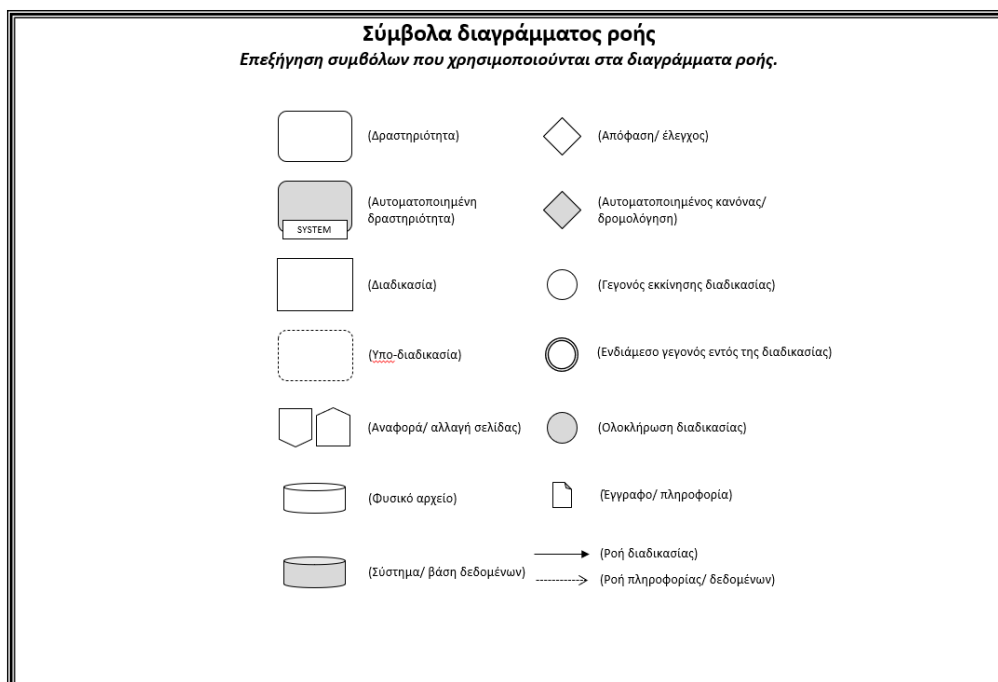 Σύμβολα διαγράμματος ροής
Επεξήγηση συμβόλων που χρησιμοποιούνται στα διαγράμματα ροής.
(Δραστηριότητα)
(Απόφαση/ έλεγχος)
(Αυτοματοποιημένη
δραστηριότητα)
SYSTEM
(Αυτοματοποιημένος κανόνας/
δρομολόγηση)
(Διαδικασία)
(Γεγονός εκκίνησης διαδικασίας)
(Υπο-διαδικασία)
(Ενδιάμεσο γεγονός εντός της διαδικασίας)
(Αναφορά/ αλλαγή σελίδας)
(Ολοκλήρωση διαδικασίας)
(Φυσικό αρχείο)
(Έγγραφο/ πληροφορία)
(Σύστημα/ βάση δεδομένων)
(Ροή διαδικασίας)
(Ροή πληροφορίας/ δεδομένων)